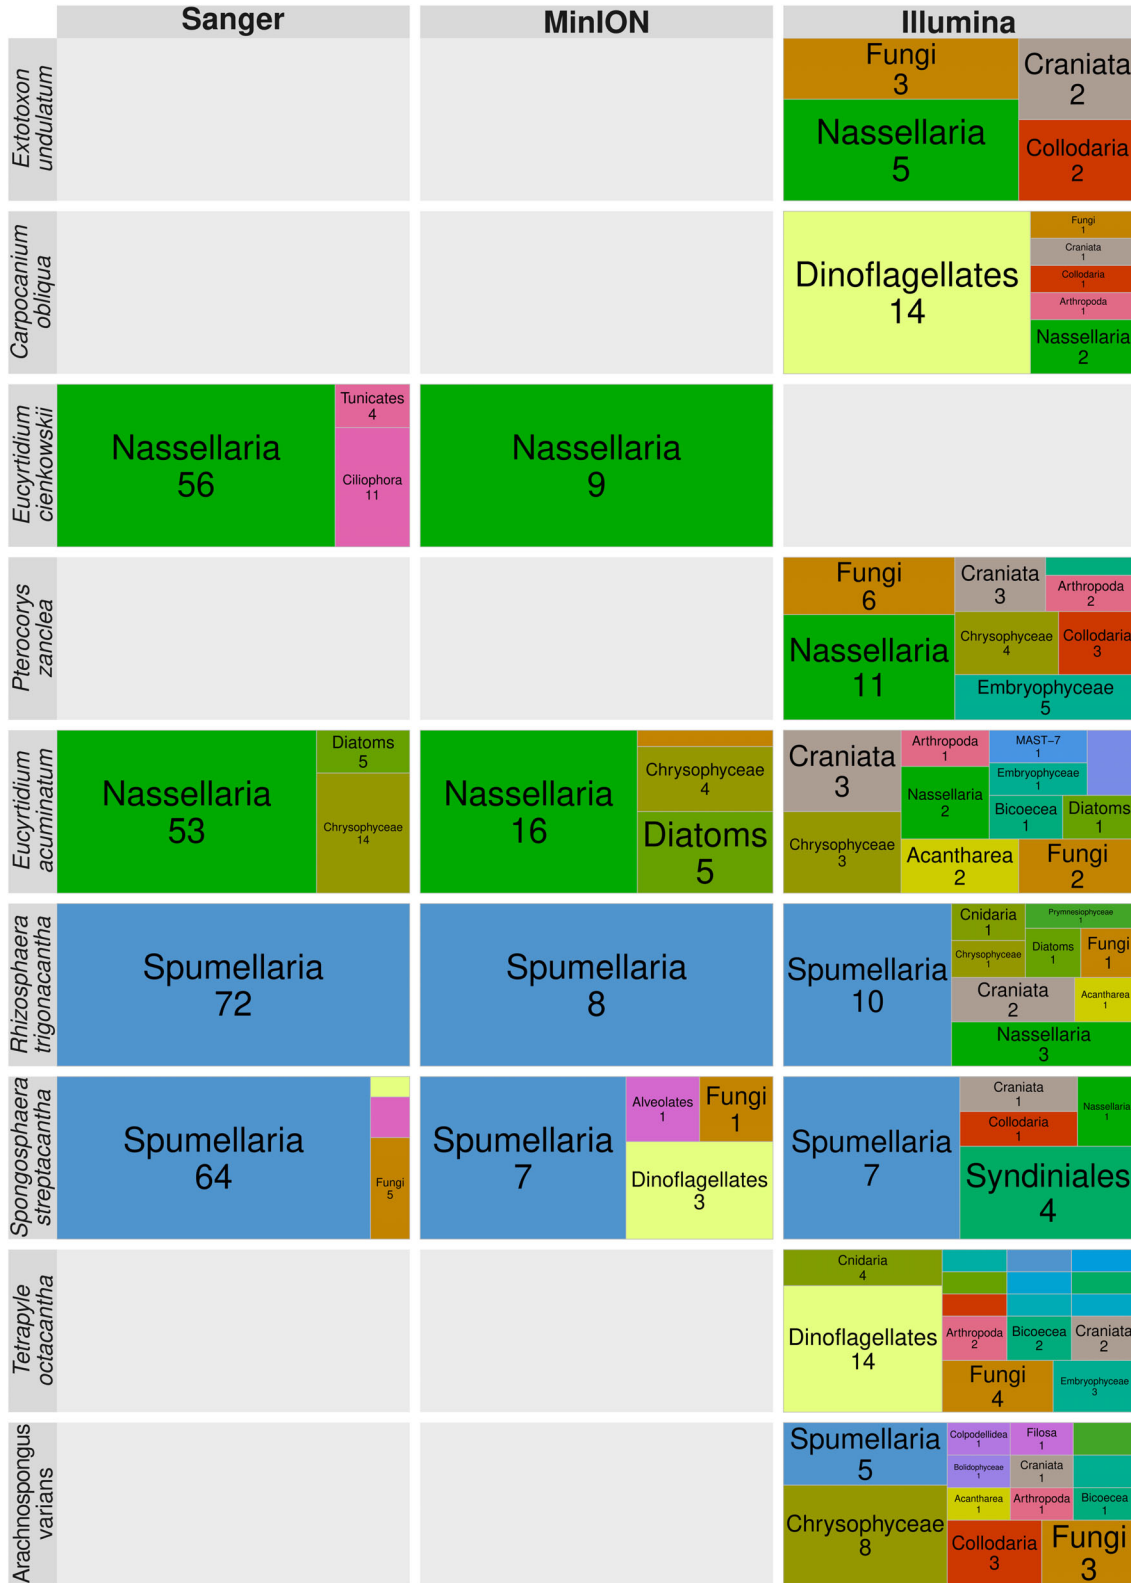 Sanger
MinION
Illumina
Extotoxon
undulatum
Fungi
3
Craniata
2
Nassellaria
5
Collodaria
2
Carpocanium
obliqua
Dinoflagellates
14
Fungi
1
Craniata
1
Collodaria
1
Arthropoda
1
Nassellaria
2
Eucyrtidium
cienkowskii
Nassellaria
56
Tunicates
4
Ciliophora
11
Nassellaria
9
Pterocorys
zanclea
Fungi
6
Craniata
3
Arthropoda
2
Nassellaria
11
Chrysophyceae
4
Collodaria
3
Embryophyceae
5
Eucyrtidium
acuminatum
Nassellaria
53
Diatoms
5
Chrysophyceae
14
Nassellaria
16
Chrysophyceae
4
Diatoms
5
Craniata
3
Arthropoda
1
MAST-7
1
Nassellaria
2
Embryophyceae
1
Bicoecea
1
Diatoms
1
Chrysophyceae
3
Acantharea
2
Fungi
2
Rhizosphaera
trigonacantha
Spumellaria
72
Spumellaria
8
Spumellaria
10
Cnidaria
1
Prymnesiophyceae
1
Chrysophyceae
1
Diatoms
1
Fungi
1
Craniata
2
Acantharea
1
Nassellaria
3
Spongosphaera
streptacantha
Spumellaria
64
Fungi
5
Spumellaria
7
Alveolates
1
Fungi
1
Dinoflagellates
3
Spumellaria
7
Craniata
1
Collodaria
1
Nassellaria
1
Syndiniales
4
Tetrapyle
octacantha
Cnidaria
4
Dinoflagellates
14
Arthropoda
2
Bicoecea
2
Craniata
2
Fungi
4
Embryophyceae
3
Arachnospongus
varians
Spumellaria
5
Chrysophyceae
8
Colpodellidea
1
Filosa
1
Bolidophyceae
1
Craniata
1
Acantharea
1
Arthropoda
1
Bicoecea
1
Collodaria
3
Fungi
3